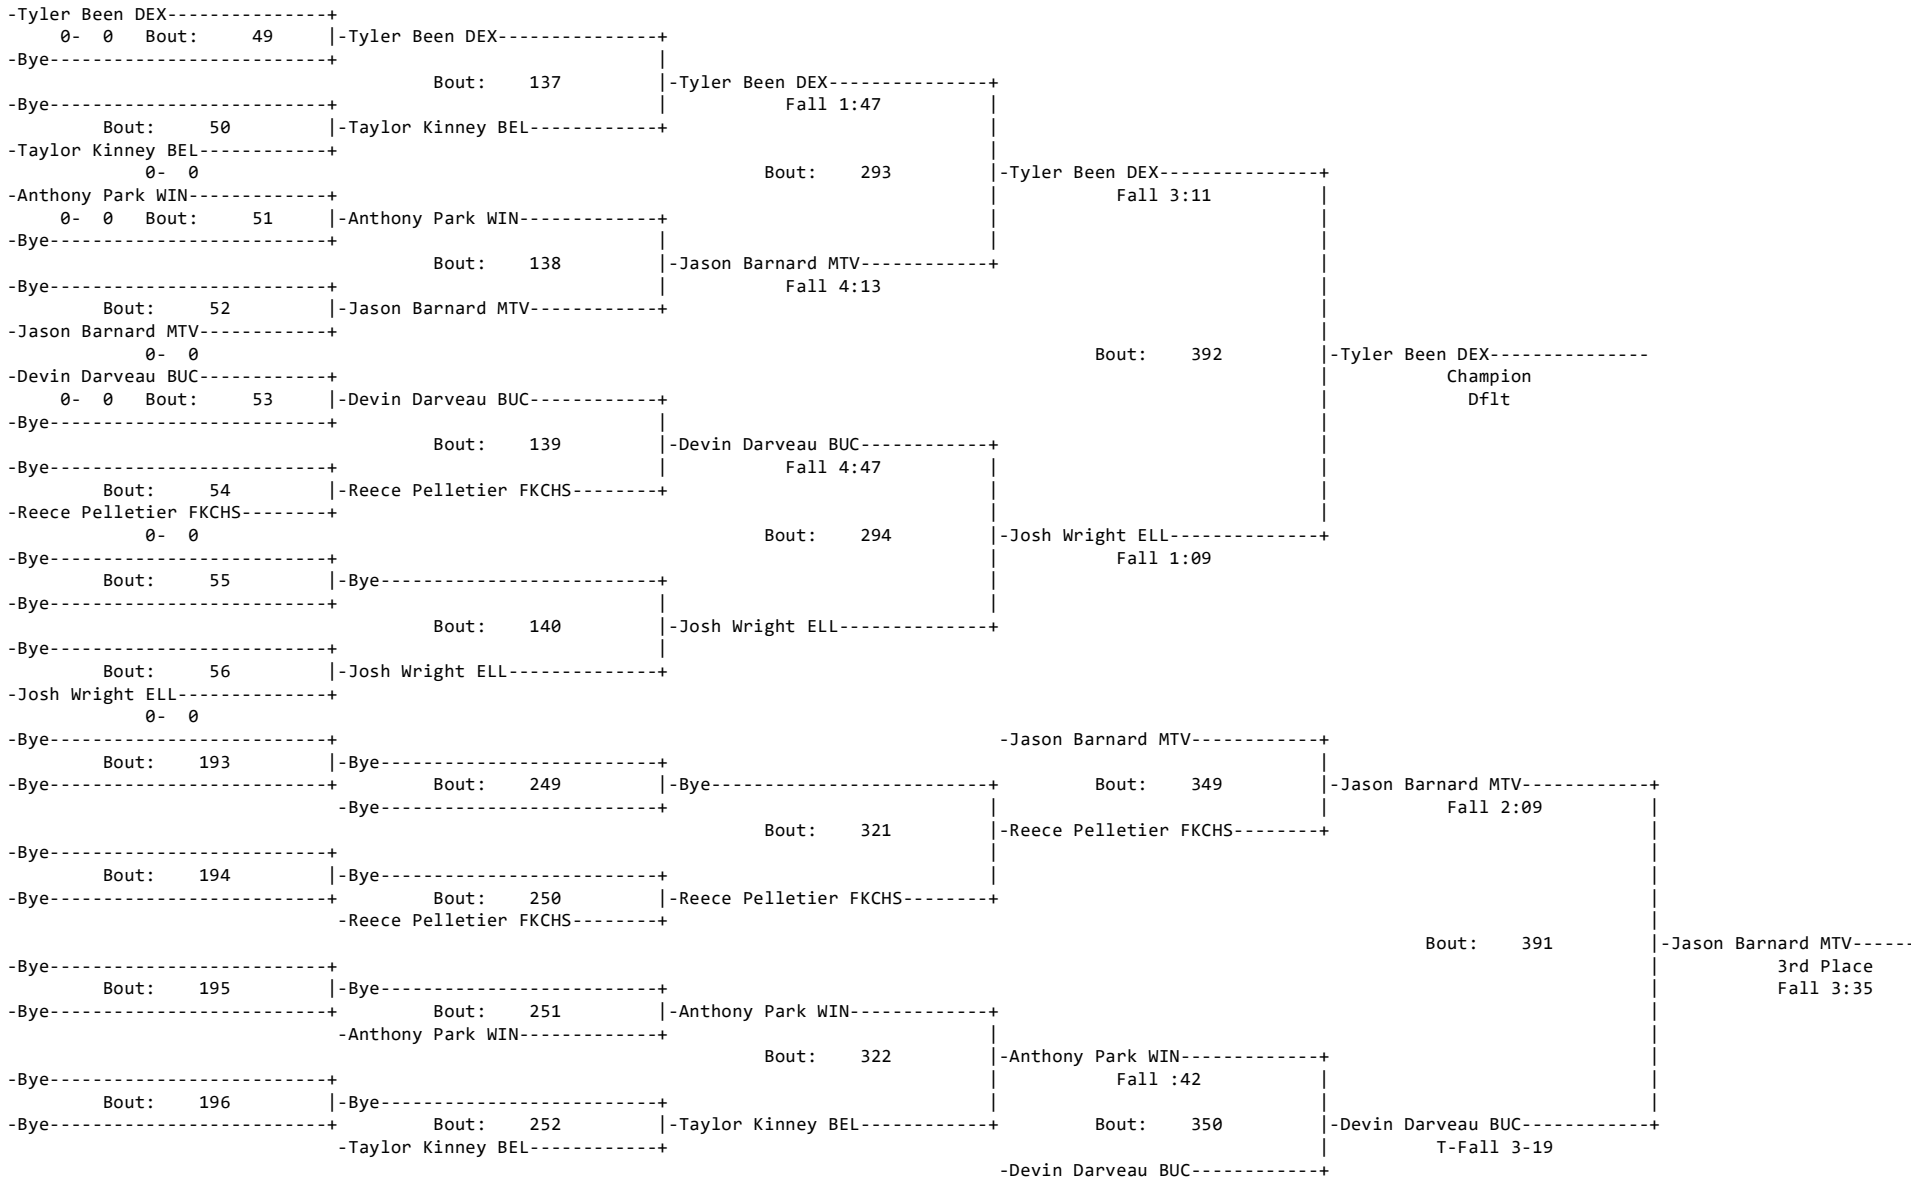 -Tyler Been DEX---------------+
0- 0 Bout: 49 |-Tyler Been DEX---------------+
-Bye--------------------------+ |
Bout: 137 |-Tyler Been DEX---------------+
-Bye--------------------------+ | Fall 1:47 |
Bout: 50 |-Taylor Kinney BEL------------+ |
-Taylor Kinney BEL------------+ |
0- 0 Bout: 293 |-Tyler Been DEX---------------+
-Anthony Park WIN-------------+ | Fall 3:11 |
0- 0 Bout: 51 |-Anthony Park WIN-------------+ | |
-Bye--------------------------+ | | |
Bout: 138 |-Jason Barnard MTV------------+ |
-Bye--------------------------+ | Fall 4:13 |
Bout: 52 |-Jason Barnard MTV------------+ |
-Jason Barnard MTV------------+ |
0- 0 Bout: 392 |-Tyler Been DEX---------------
-Devin Darveau BUC------------+ | Champion
0- 0 Bout: 53 |-Devin Darveau BUC------------+ | Dflt
-Bye--------------------------+ | |
Bout: 139 |-Devin Darveau BUC------------+ |
-Bye--------------------------+ | Fall 4:47 | |
Bout: 54 |-Reece Pelletier FKCHS--------+ | |
-Reece Pelletier FKCHS--------+ | |
0- 0 Bout: 294 |-Josh Wright ELL--------------+
-Bye--------------------------+ | Fall 1:09
Bout: 55 |-Bye--------------------------+ |
-Bye--------------------------+ | |
Bout: 140 |-Josh Wright ELL--------------+
-Bye--------------------------+ |
Bout: 56 |-Josh Wright ELL--------------+
-Josh Wright ELL--------------+
0- 0
-Bye--------------------------+ -Jason Barnard MTV------------+
Bout: 193 |-Bye--------------------------+ |
-Bye--------------------------+ Bout: 249 |-Bye--------------------------+ Bout: 349 |-Jason Barnard MTV------------+
-Bye--------------------------+ | | Fall 2:09 |
Bout: 321 |-Reece Pelletier FKCHS--------+ |
-Bye--------------------------+ | |
Bout: 194 |-Bye--------------------------+ | |
-Bye--------------------------+ Bout: 250 |-Reece Pelletier FKCHS--------+ |
-Reece Pelletier FKCHS--------+ |
Bout: 391 |-Jason Barnard MTV------
-Bye--------------------------+ | 3rd Place
Bout: 195 |-Bye--------------------------+ | Fall 3:35
-Bye--------------------------+ Bout: 251 |-Anthony Park WIN-------------+ |
-Anthony Park WIN-------------+ | |
Bout: 322 |-Anthony Park WIN-------------+ |
-Bye--------------------------+ | Fall :42 | |
Bout: 196 |-Bye--------------------------+ | | |
-Bye--------------------------+ Bout: 252 |-Taylor Kinney BEL------------+ Bout: 350 |-Devin Darveau BUC------------+
-Taylor Kinney BEL------------+ | T-Fall 3-19
-Devin Darveau BUC------------+